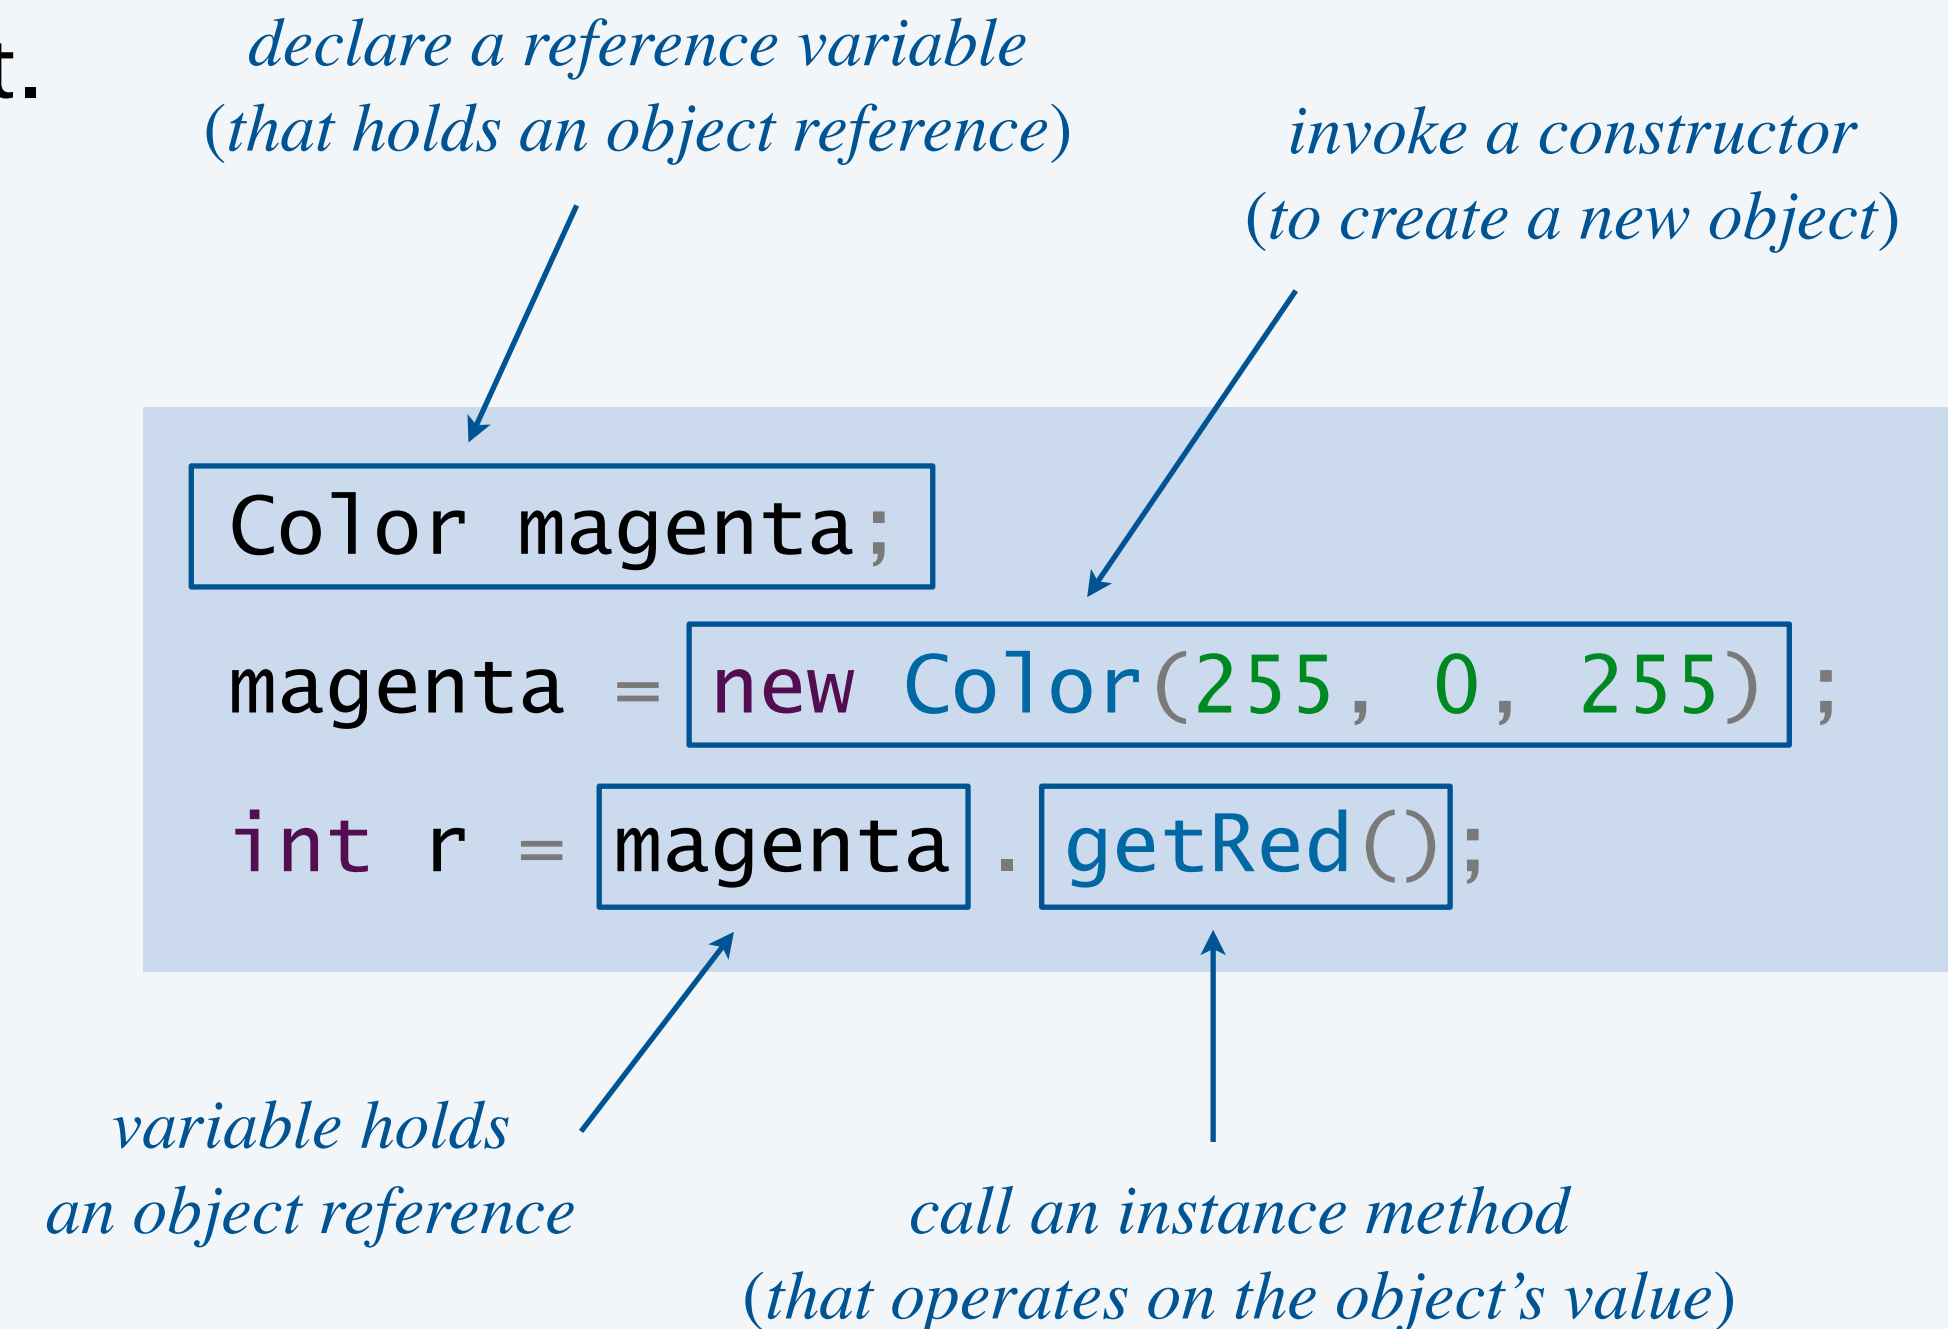 t.
declare a reference variable
(that holds an object reference)
invoke a constructor
(to create a new object)
Color magenta;
magenta = new Color(255, 0, 255) ;
int r = magenta . getRed();
variable holds
an object reference
call an instance method
(that operates on the object’s value)